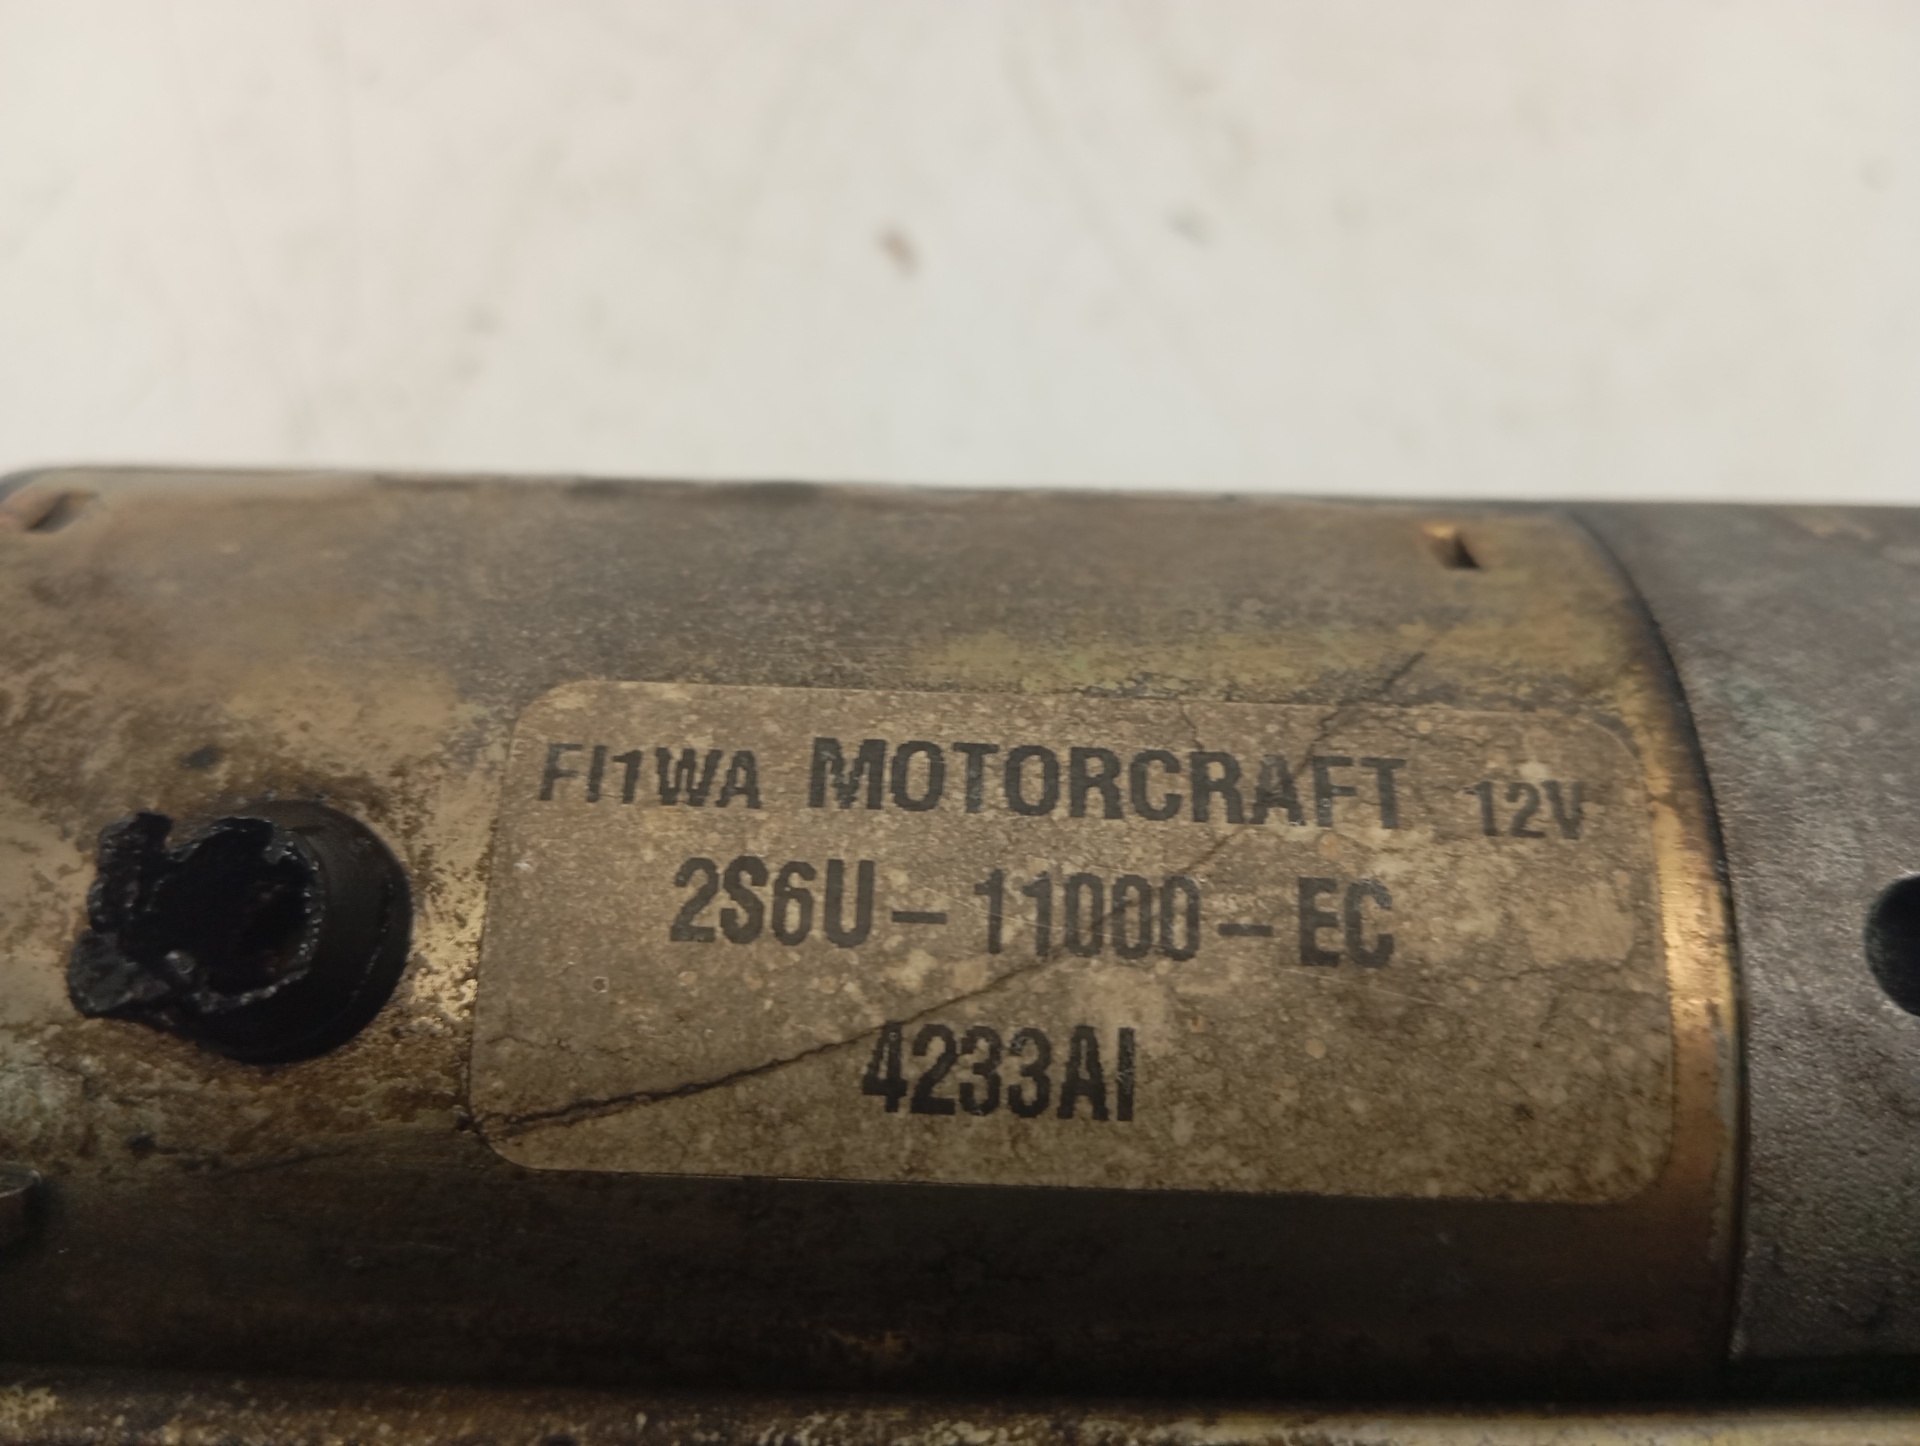 FI1WA MOTORCRAFT 12V
2S6U-11000-EC
4233AI